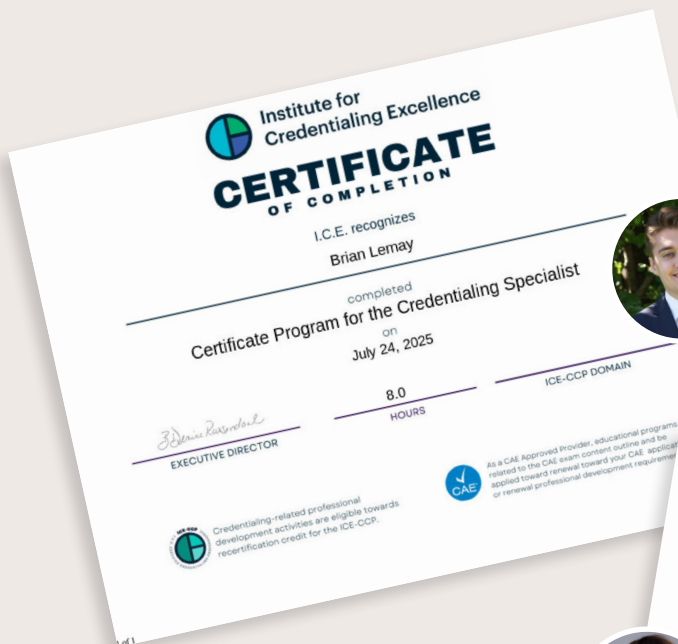 Institute for
Credentialing Excellence
CERTIFICATE
OF COMPLETION
I.C.E. recognizes
Brian Lemay
completed
Certificate Program for the Credentialing Specialist
on
July 24, 2025
8.0
EXECUTIVE DIRECTOR
HOURS
ICE-CCP DOMAIN
CAE
As a CAE Approved Provider, educational programs
related to the CAE exam content outline and be
applied toward renewal toward your CAE
or renewal professional development
ICE-CCP
Credentialing-related professional
development activities are eligible towards
recertification credit for the ICE-CCP.